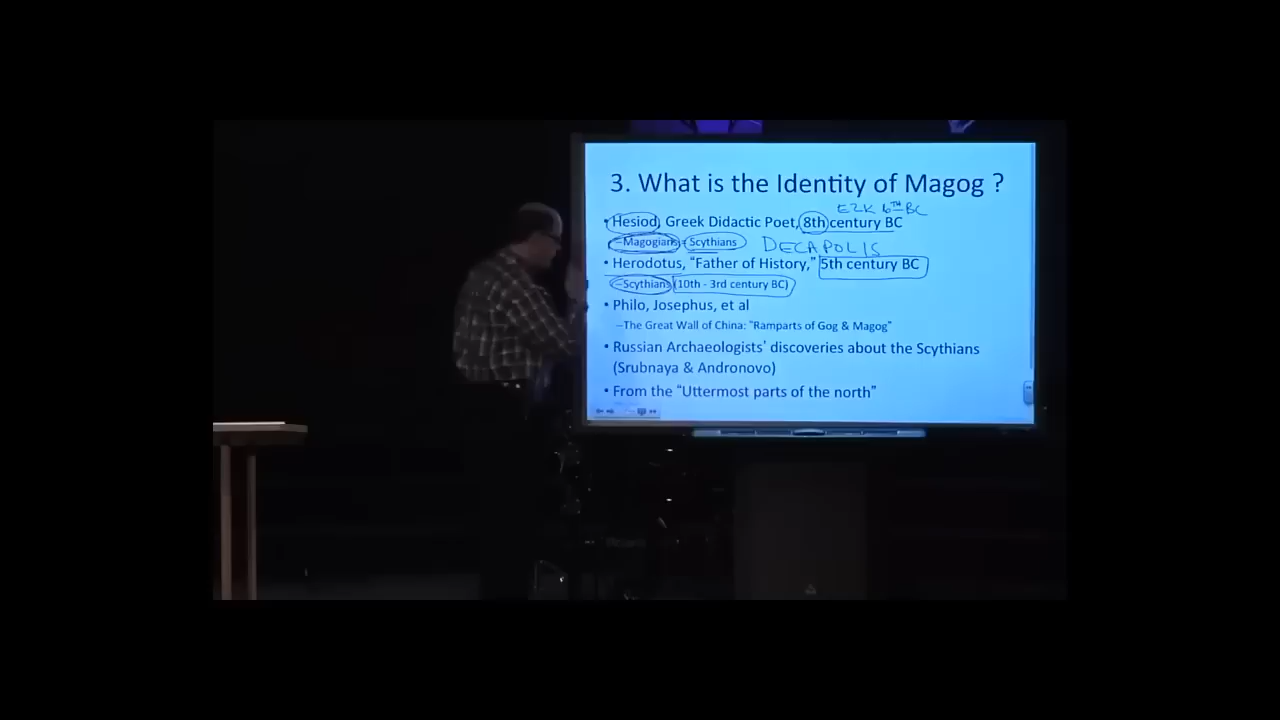 3. What is the Identity of Magog ?
EZK 6TH BC
• Hesiod, Greek Didactic Poet, 8th century BC
–Magogians = Scythians DECAPOLIS
• Herodotus, "Father of History," 5th century BC
–Scythians (10th - 3rd century BC)
• Philo, Josephus, et al
–The Great Wall of China: "Ramparts of Gog & Magog"
• Russian Archaeologists' discoveries about the Scythians
(Srubnaya & Andronovo)
• From the "Uttermost parts of the north"